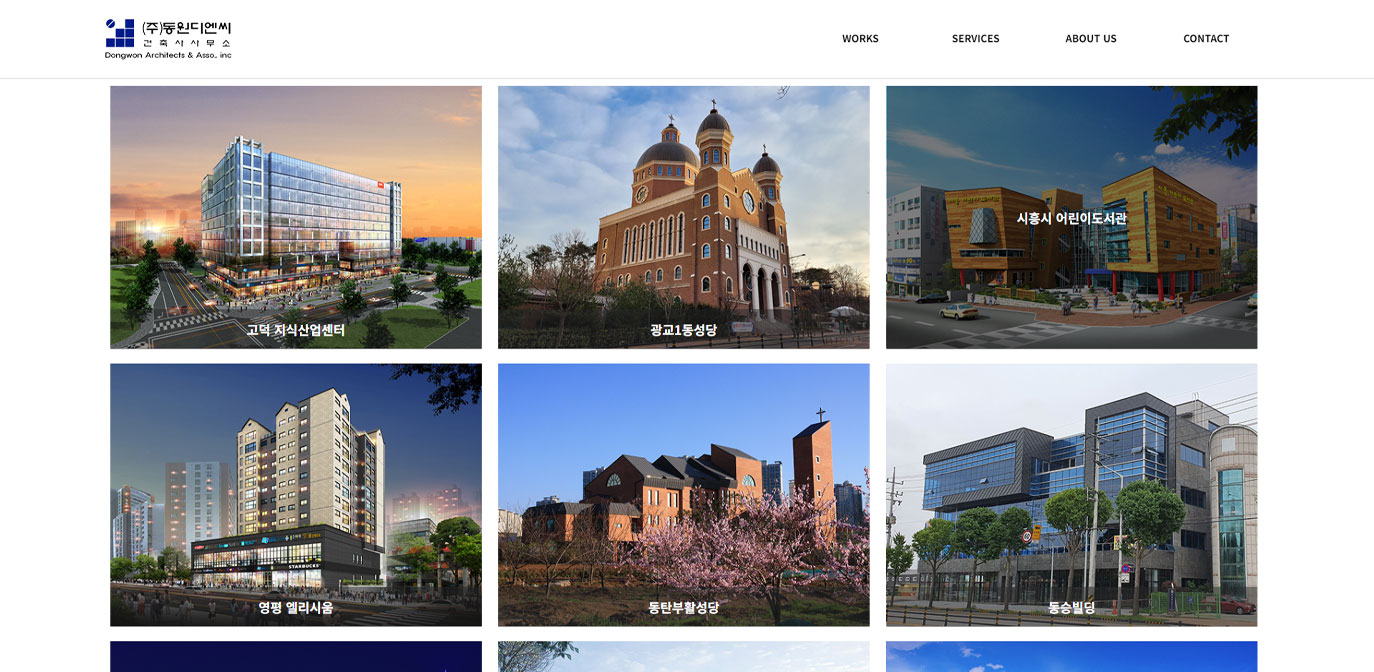 (주)동원디엔씨
건축사사무소
Dongwon Architects & Asso., inc
WORKS
SERVICES
ABOUT US
CONTACT
고덕 지식산업센터
광교1동성당
시흥시 어린이도서관
영평 엘리시움
STARBUCKS
동탄부활성당
동승빌딩